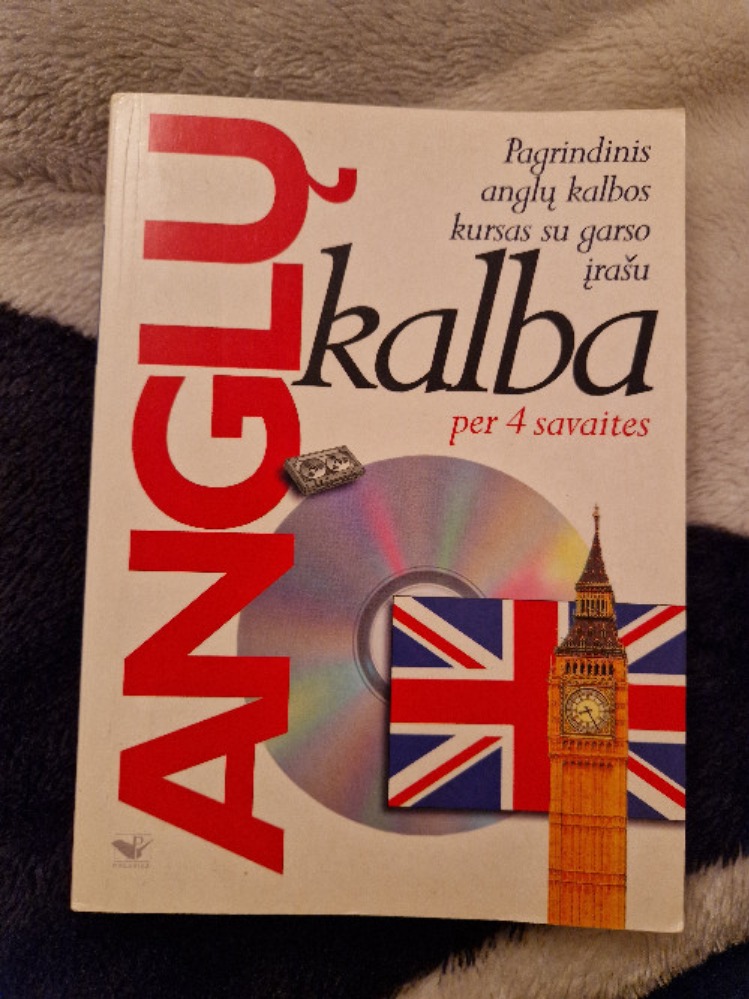 ANGLŲ
kalba
per 4 savaites
Pagrindinis
anglų kalbos
kursas su garso
įrašu